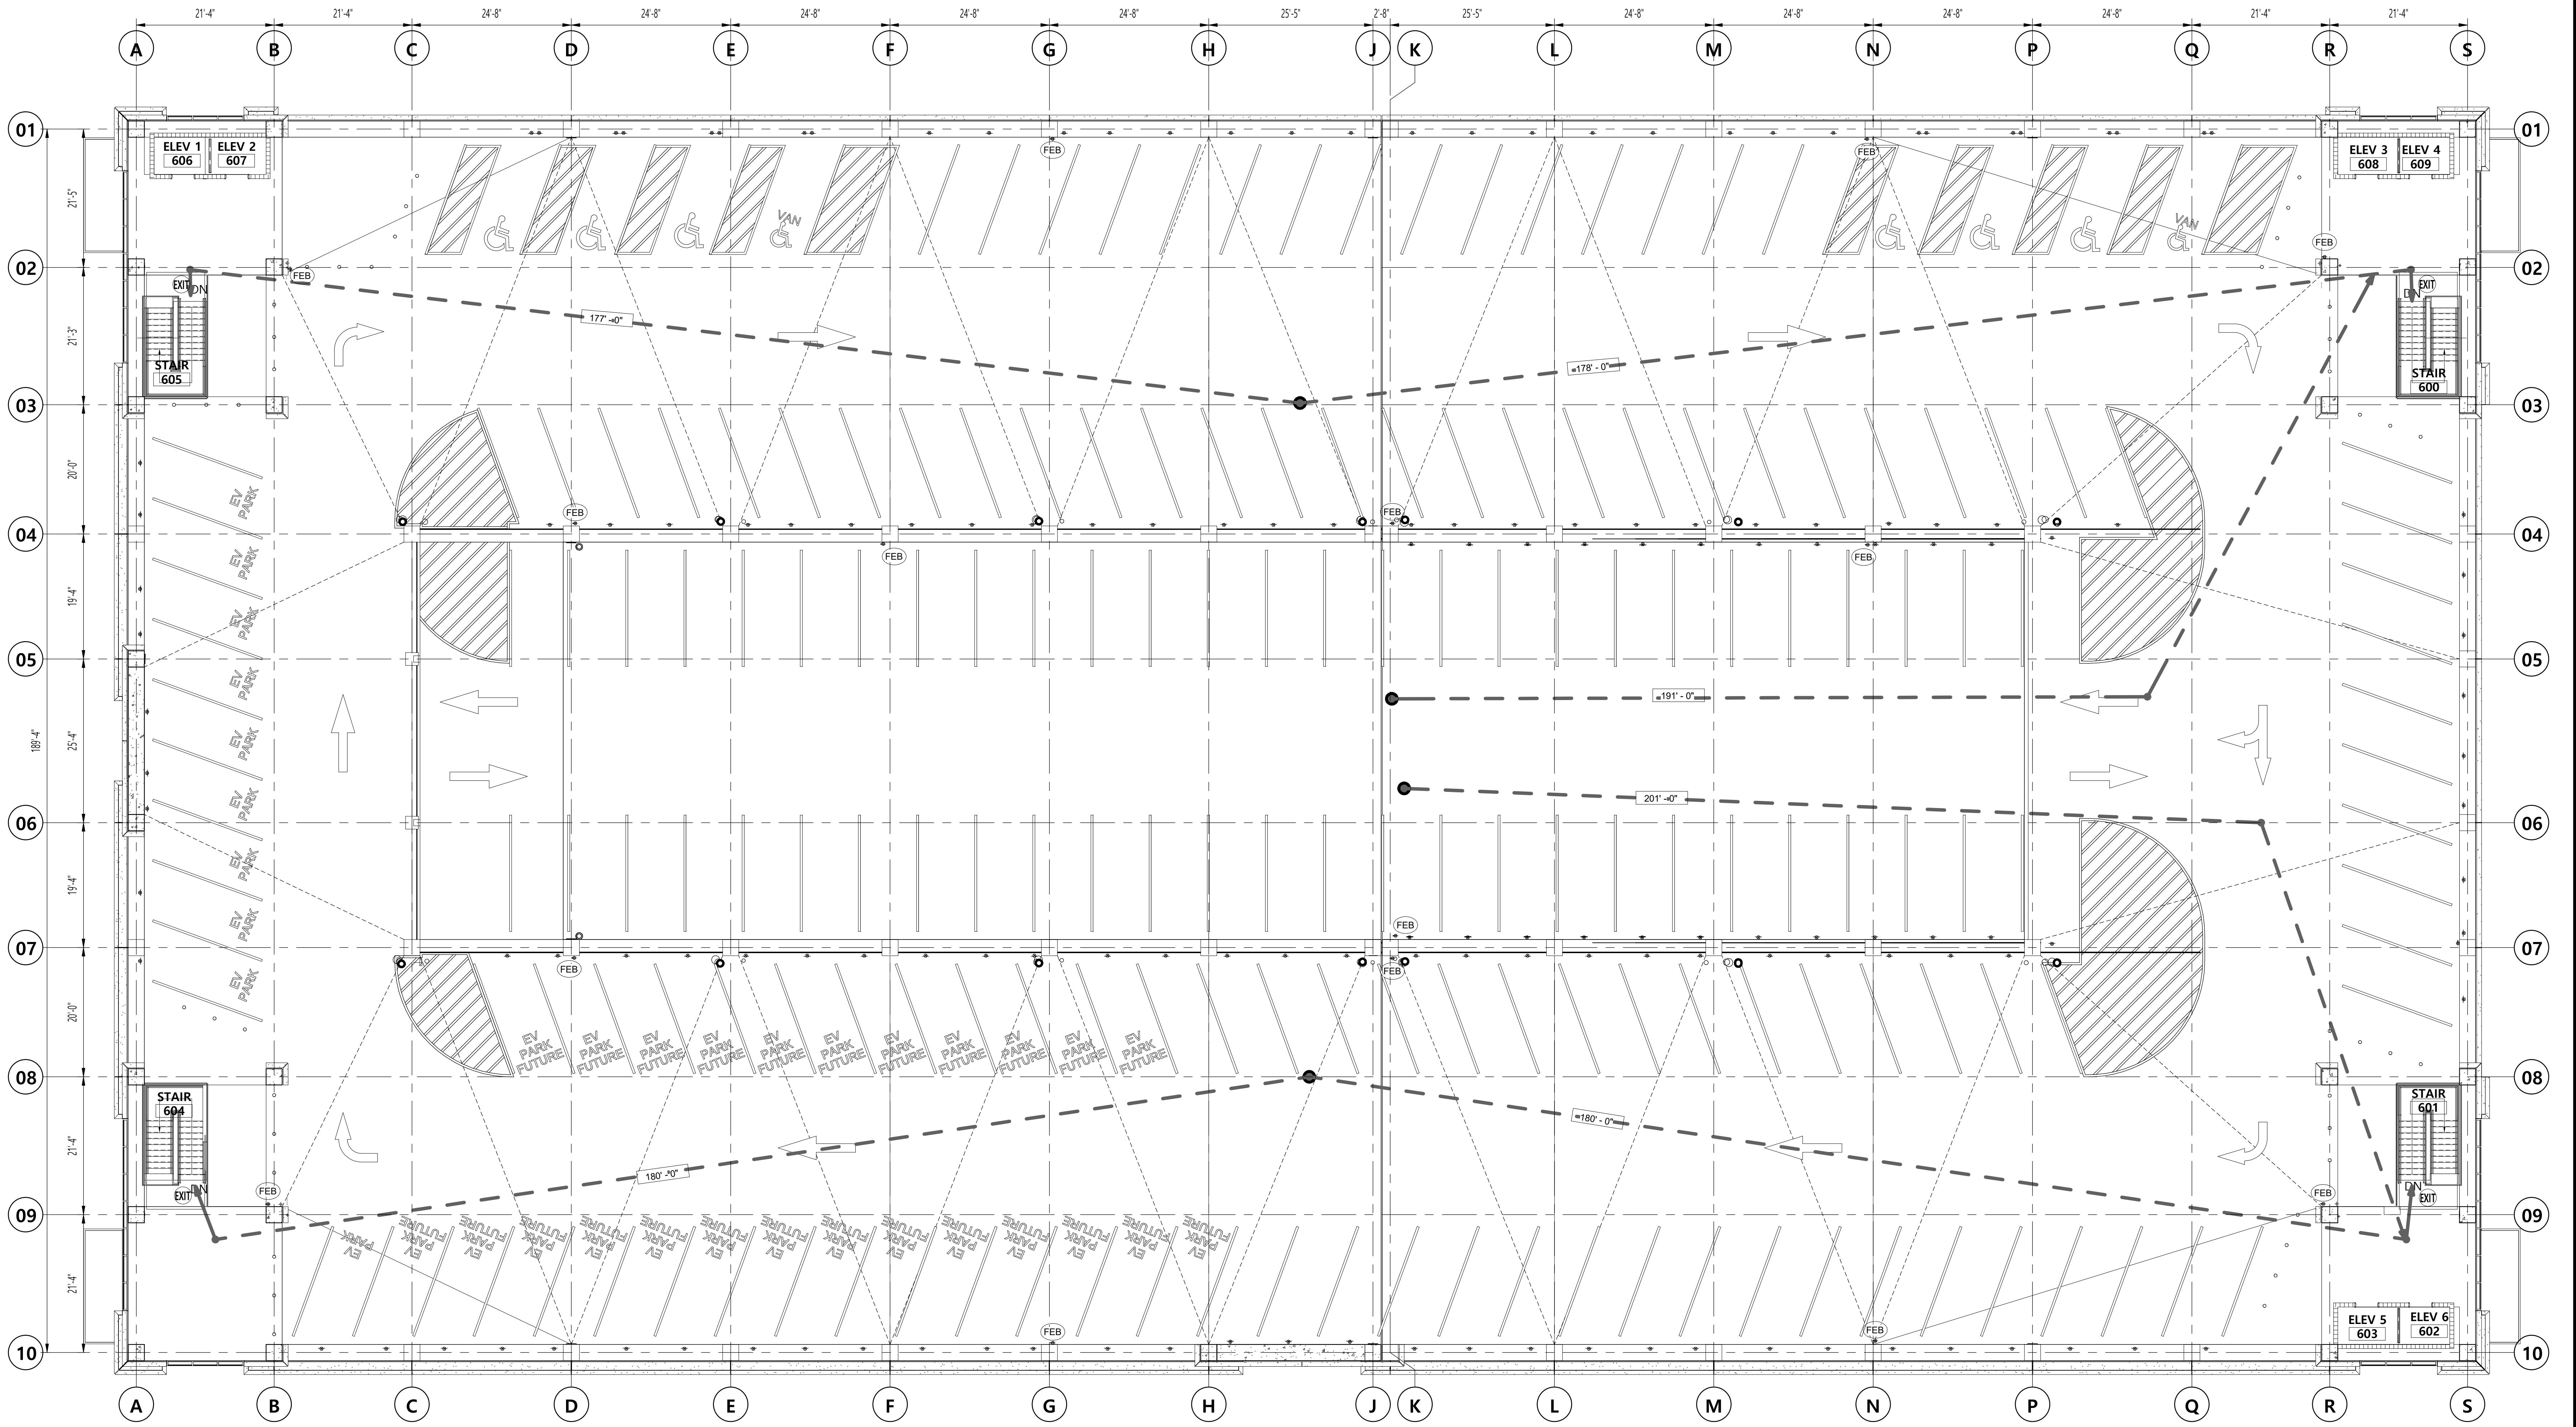 21'-4" 21'-4" 24'-8" 24'-8" 24'-8" 24'-8" 24'-8" 25'-5" 2'-8" 25'-5" 24'-8" 24'-8" 24'-8" 24'-8" 21'-4" 21'-4"
A B C D E F G H J K L M N P Q R S
01 01
ELEV 1 ELEV 2
606 607
ELEV 3 ELEV 4
608 609
FEB FEB
21'-5"
VAN VAN
FEB
02 02
FEB
EXIT DN
EXIT
DN
177' - 0"
21'-3"
178' - 0"
STAIR
605
STAIR
600
03 03
20'-0"
EV
PARK
FEB FEB
04 04
FEB FEB
EV
PARK
19'-4"
EV
PARK
05 05
EV
PARK
191' - 0"
189'-4"
25'-4"
EV
PARK
EV
PARK
201' - 0"
06 06
EV
PARK
19'-4"
EV
PARK
FEB
07 07
FEB FEB
EV
PARK
20'-0"
EV
PARK
FUTURE
EV
PARK
FUTURE
EV
PARK
FUTURE
EV
PARK
FUTURE
EV
PARK
FUTURE
EV
PARK
FUTURE
EV
PARK
FUTURE
EV
PARK
FUTURE
EV
PARK
FUTURE
EV
PARK
FUTURE
EV
PARK
FUTURE
08 08
STAIR
604
STAIR
601
180' - 0"
21'-4"
180' - 0"
DN
EXIT
FEB
FEB
DN
EXIT
09 09
EV
PARK
EV
PARK
FUTURE
EV
PARK
FUTURE
EV
PARK
FUTURE
EV
PARK
FUTURE
EV
PARK
FUTURE
EV
PARK
FUTURE
EV
PARK
FUTURE
EV
PARK
FUTURE
EV
PARK
FUTURE
EV
PARK
FUTURE
EV
PARK
FUTURE
EV
PARK
FUTURE
21'-4"
FEB FEB
ELEV 5 ELEV 6
603 602
10 10
A B C D E F G H J K L M N P Q R S